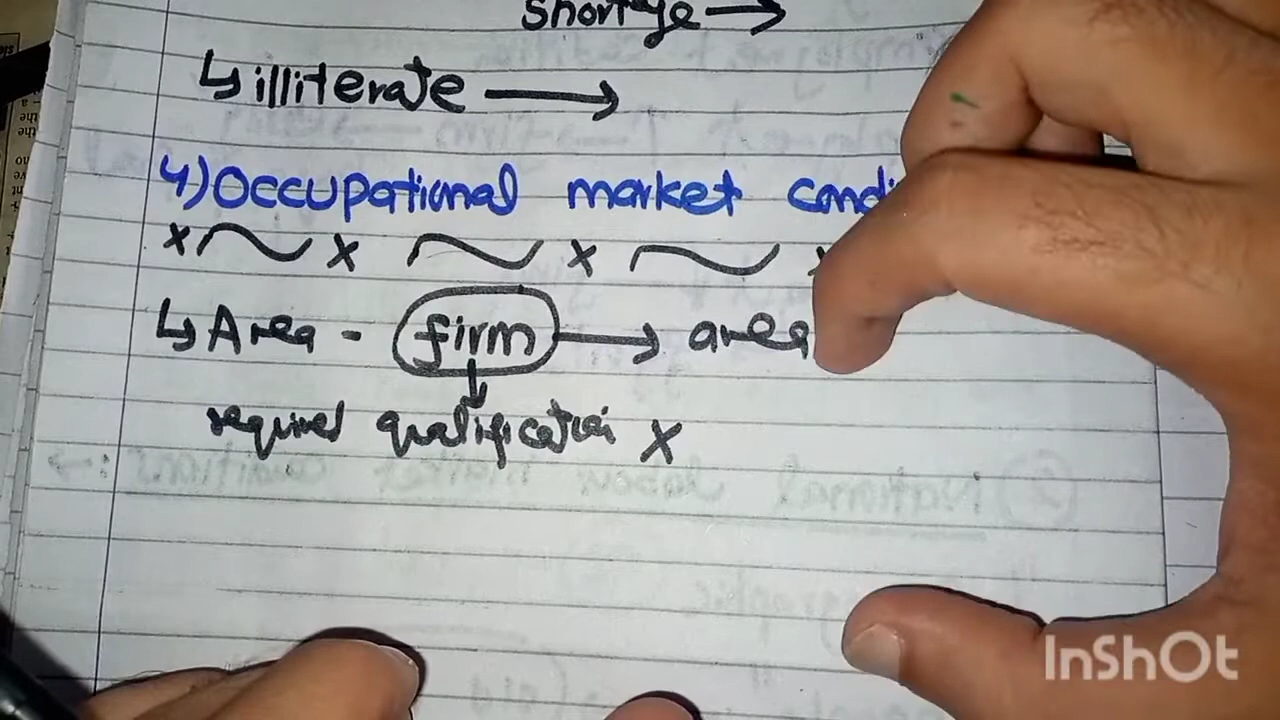 Shortage →
↳ illiterate →
4) Occupational market condi
x ~ x ~ x ~ x
↳ Area - firm → area
required qualification x
InShOt